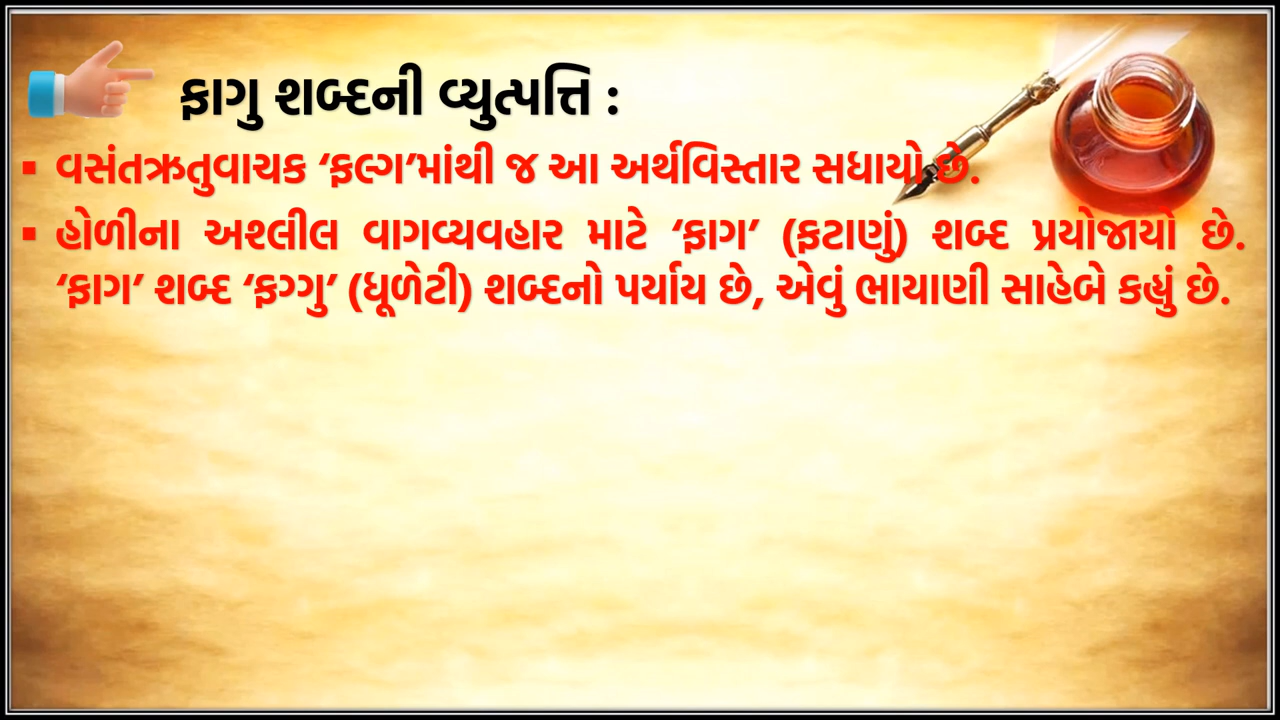 ફાગુ શબ્દની વ્યુત્પત્તિ :
▪ વસંતઋતુવાચક ‘ફલ્ગ’માંથી જ આ અર્થવિસ્તાર સધાયો છે.
▪ હોળીના અશ્લીલ વાગવ્યવહાર માટે ‘ફાગ’ (ફટાણું) શબ્દ પ્રયોજાયો છે.
‘ફાગ’ શબ્દ ‘ફગ્ગુ’ (ધૂળેટી) શબ્દનો પર્યાય છે, એવું ભાયાણી સાહેબે કહ્યું છે.